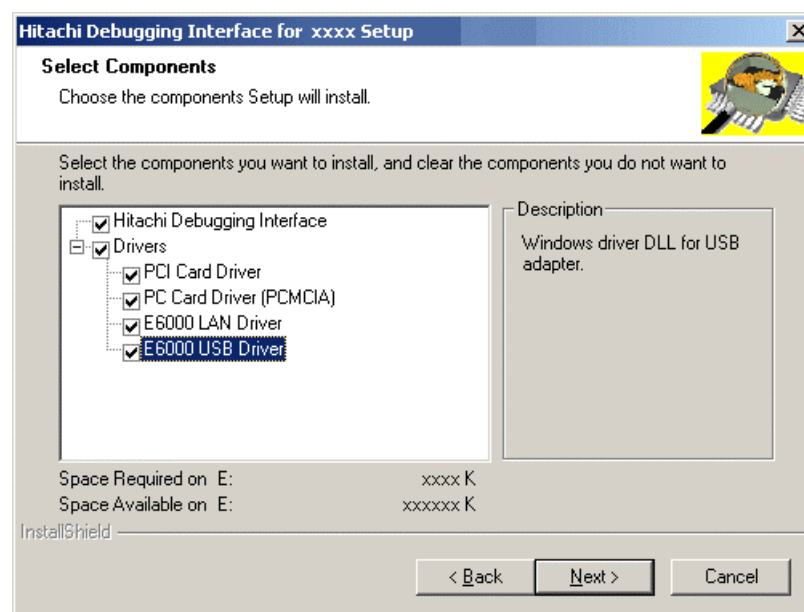 Hitachi Debugging Interface for xxxx Setup
Select Components
Choose the components Setup will install.
Select the components you want to install, and clear the components you do not want to
install.
Hitachi Debugging Interface
Drivers
PCI Card Driver
PC Card Driver (PCMCIA)
E6000 LAN Driver
E6000 USB Driver
Description
Windows driver DLL for USB
adapter.
Space Required on E: xxxx K
Space Available on E: xxxxxx K
InstallShield
< Back Next > Cancel